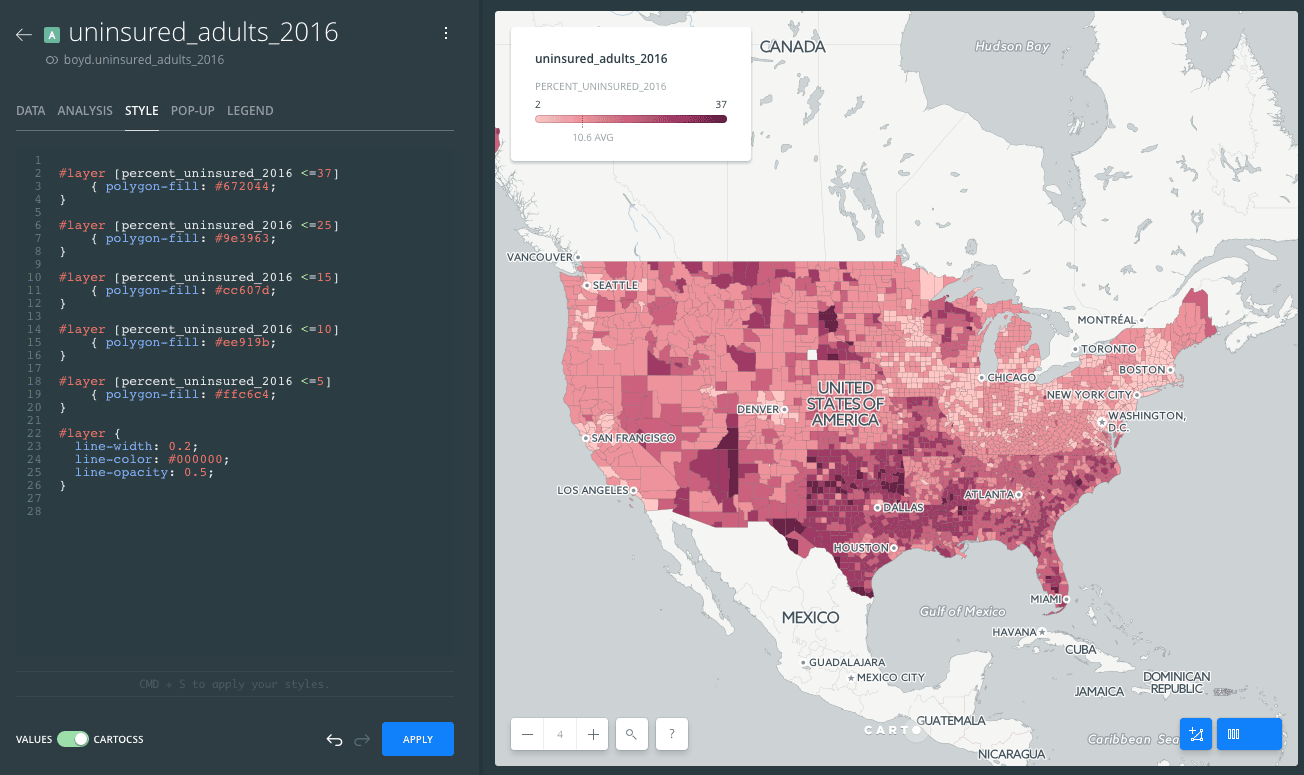 A uninsured_adults_2016
boyd.uninsured_adults_2016
DATA ANALYSIS STYLE POP-UP LEGEND
1
2 #layer [percent_uninsured_2016 <=37]
3 { polygon-fill: #672044;
4 }
5
6 #layer [percent_uninsured_2016 <=25]
7 { polygon-fill: #9e3963;
8 }
9
10 #layer [percent_uninsured_2016 <=15]
11 { polygon-fill: #cc607d;
12 }
13
14 #layer [percent_uninsured_2016 <=10]
15 { polygon-fill: #ee919b;
16 }
17
18 #layer [percent_uninsured_2016 <=5]
19 { polygon-fill: #ffc6c4;
20 }
21
22 #layer {
23 line-width: 0.2;
24 line-color: #000000;
25 line-opacity: 0.5;
26 }
27
28
CMD + S to apply your styles.
VALUES CARTOCSS APPLY
uninsured_adults_2016
PERCENT_UNINSURED_2016
2 37
10.6 AVG
CANADA
Hudson Bay
VANCOUVER
SEATTLE
MONTRÉAL
TORONTO
BOSTON
CHICAGO
NEW YORK CITY
UNITED
STATES OF
AMERICA
DENVER
WASHINGTON,
D.C.
SAN FRANCISCO
LOS ANGELES
ATLANTA
DALLAS
HOUSTON
MIAMI
Gulf of Mexico
MEXICO
HAVANA
CUBA
GUADALAJARA
MEXICO CITY
DOMINICAN
REPUBLIC
JAMAICA
GUATEMALA
CARTO
Caribbean Sea
NICARAGUA
4
?